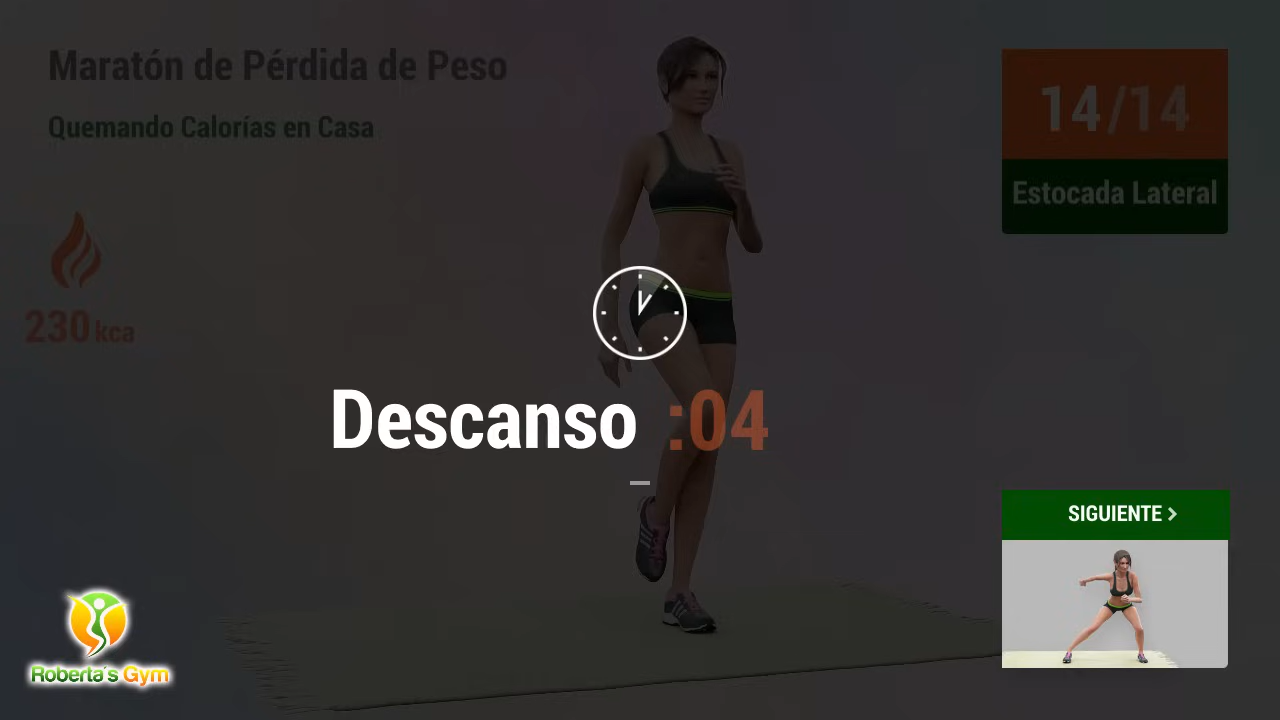 Maratón de Pérdida de Peso
Quemando Calorías en Casa
14/14
Estocada Lateral
230 kca
Descanso :04
SIGUIENTE >
Roberta´s Gym